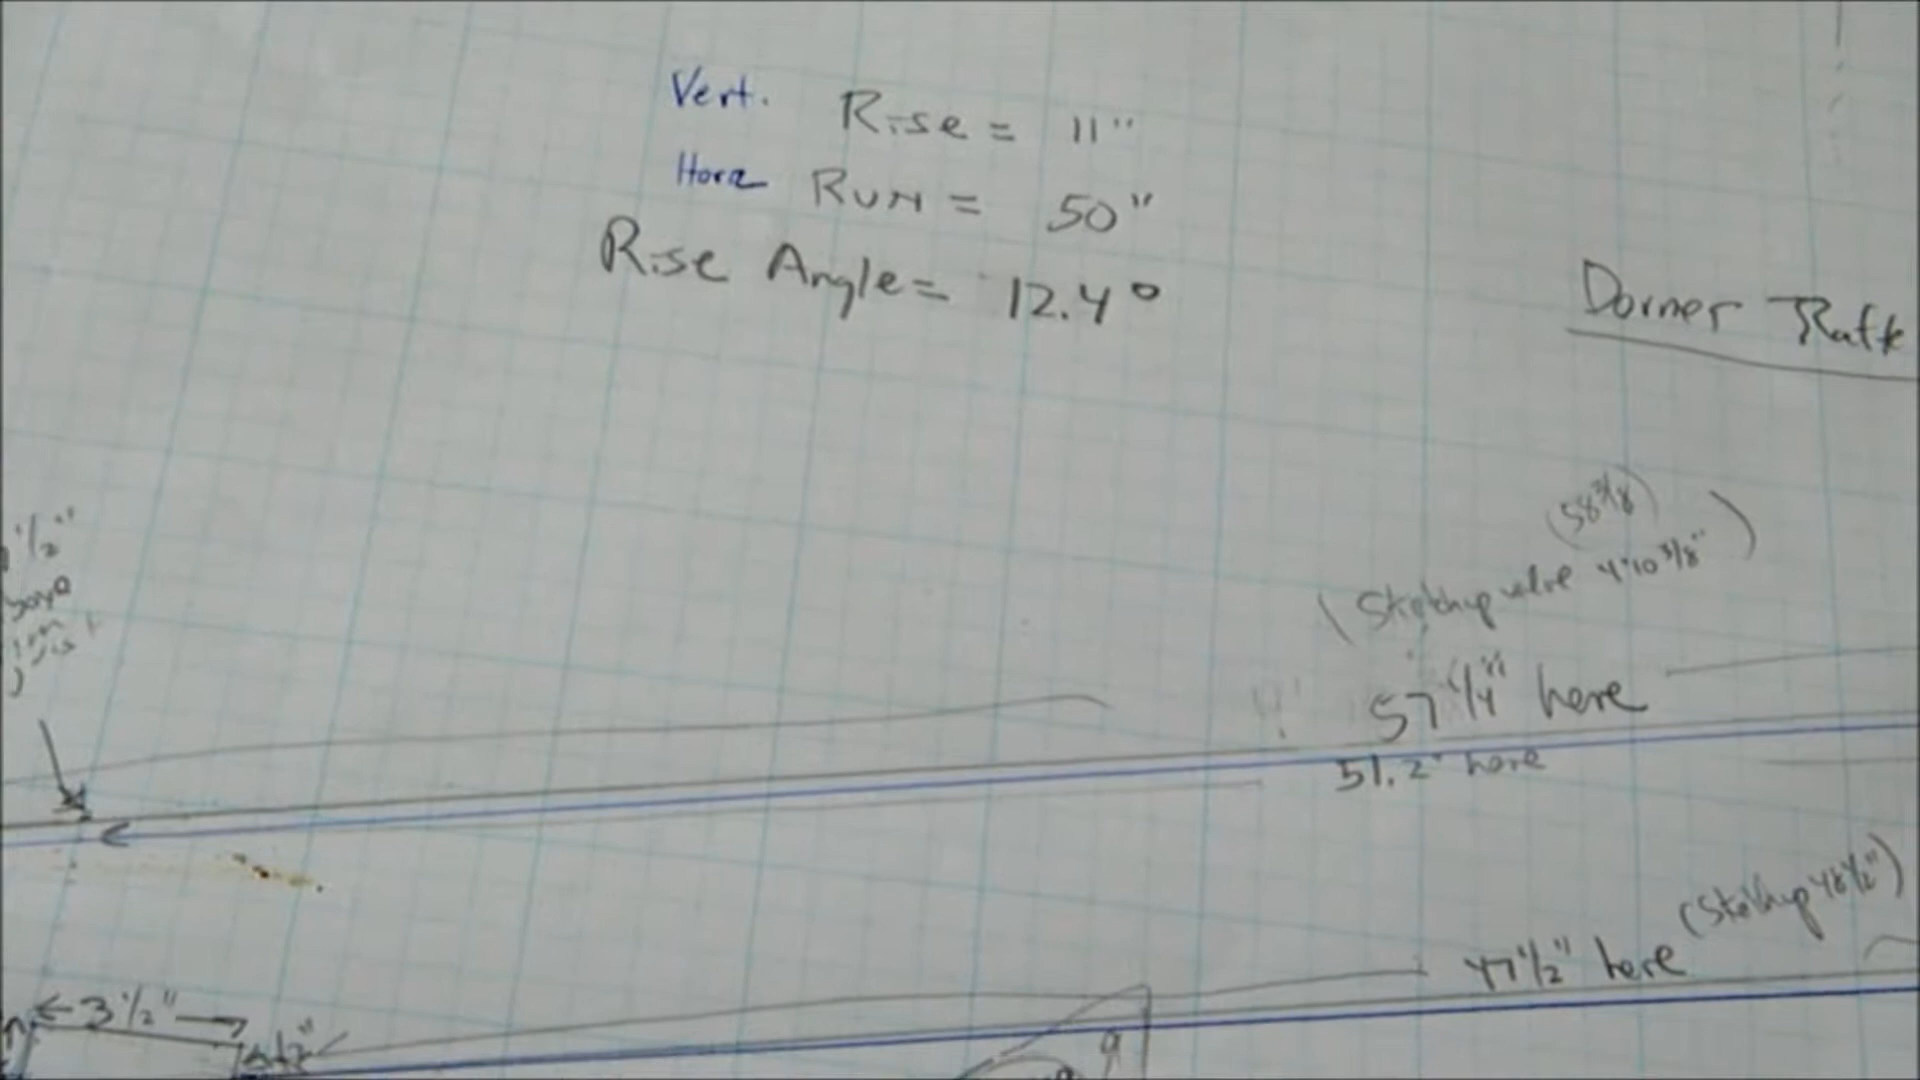 Vert. Rise = 11"
Horz Run = 50"
Rise Angle = 12.4°
Dormer Raft
1/2"
(58 3/8)
(Sketchup value 4'10 3/8")
57 1/4" here
51.2" here
(Sketchup 48 1/2")
47 1/2" here
3 1/2"